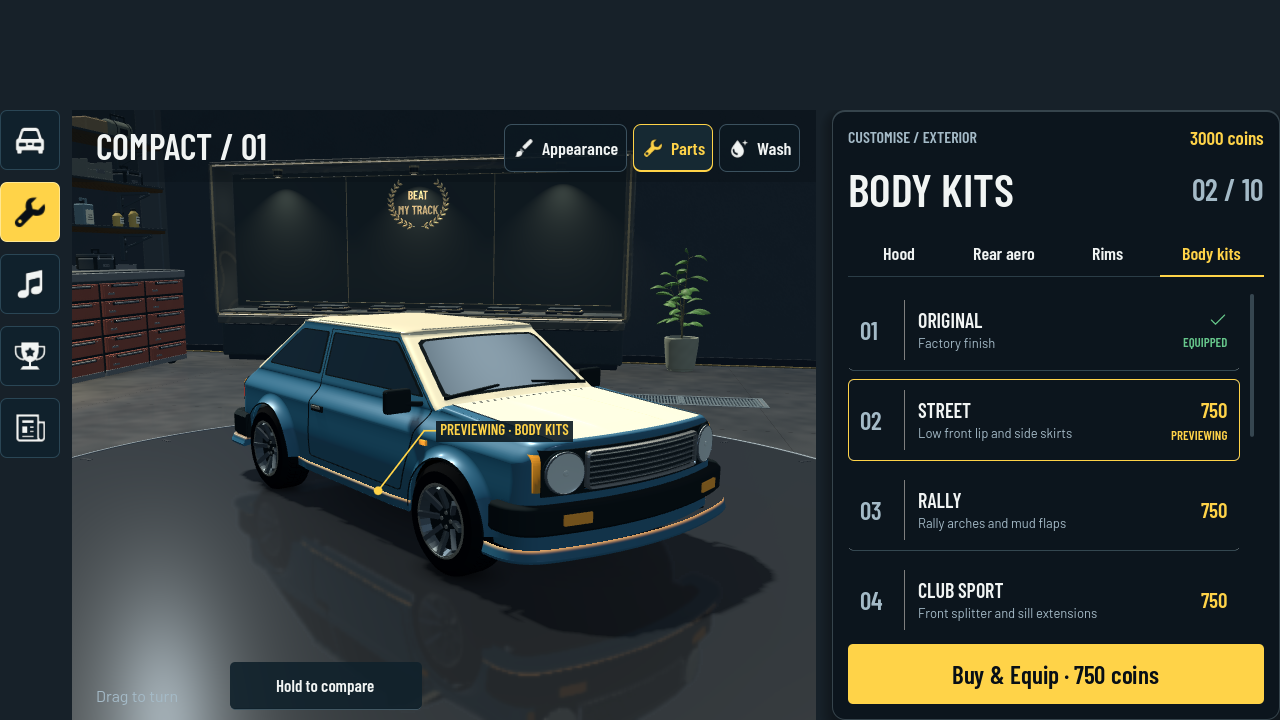 COMPACT / 01
Appearance
Parts
Wash
BEAT
MY TRACK
PREVIEWING · BODY KITS
Drag to turn
Hold to compare
CUSTOMISE / EXTERIOR
3000 coins
BODY KITS
02 / 10
Hood
Rear aero
Rims
Body kits
01
ORIGINAL
Factory finish
EQUIPPED
02
STREET
Low front lip and side skirts
750
PREVIEWING
03
RALLY
Rally arches and mud flaps
750
04
CLUB SPORT
Front splitter and sill extensions
750
Buy & Equip · 750 coins